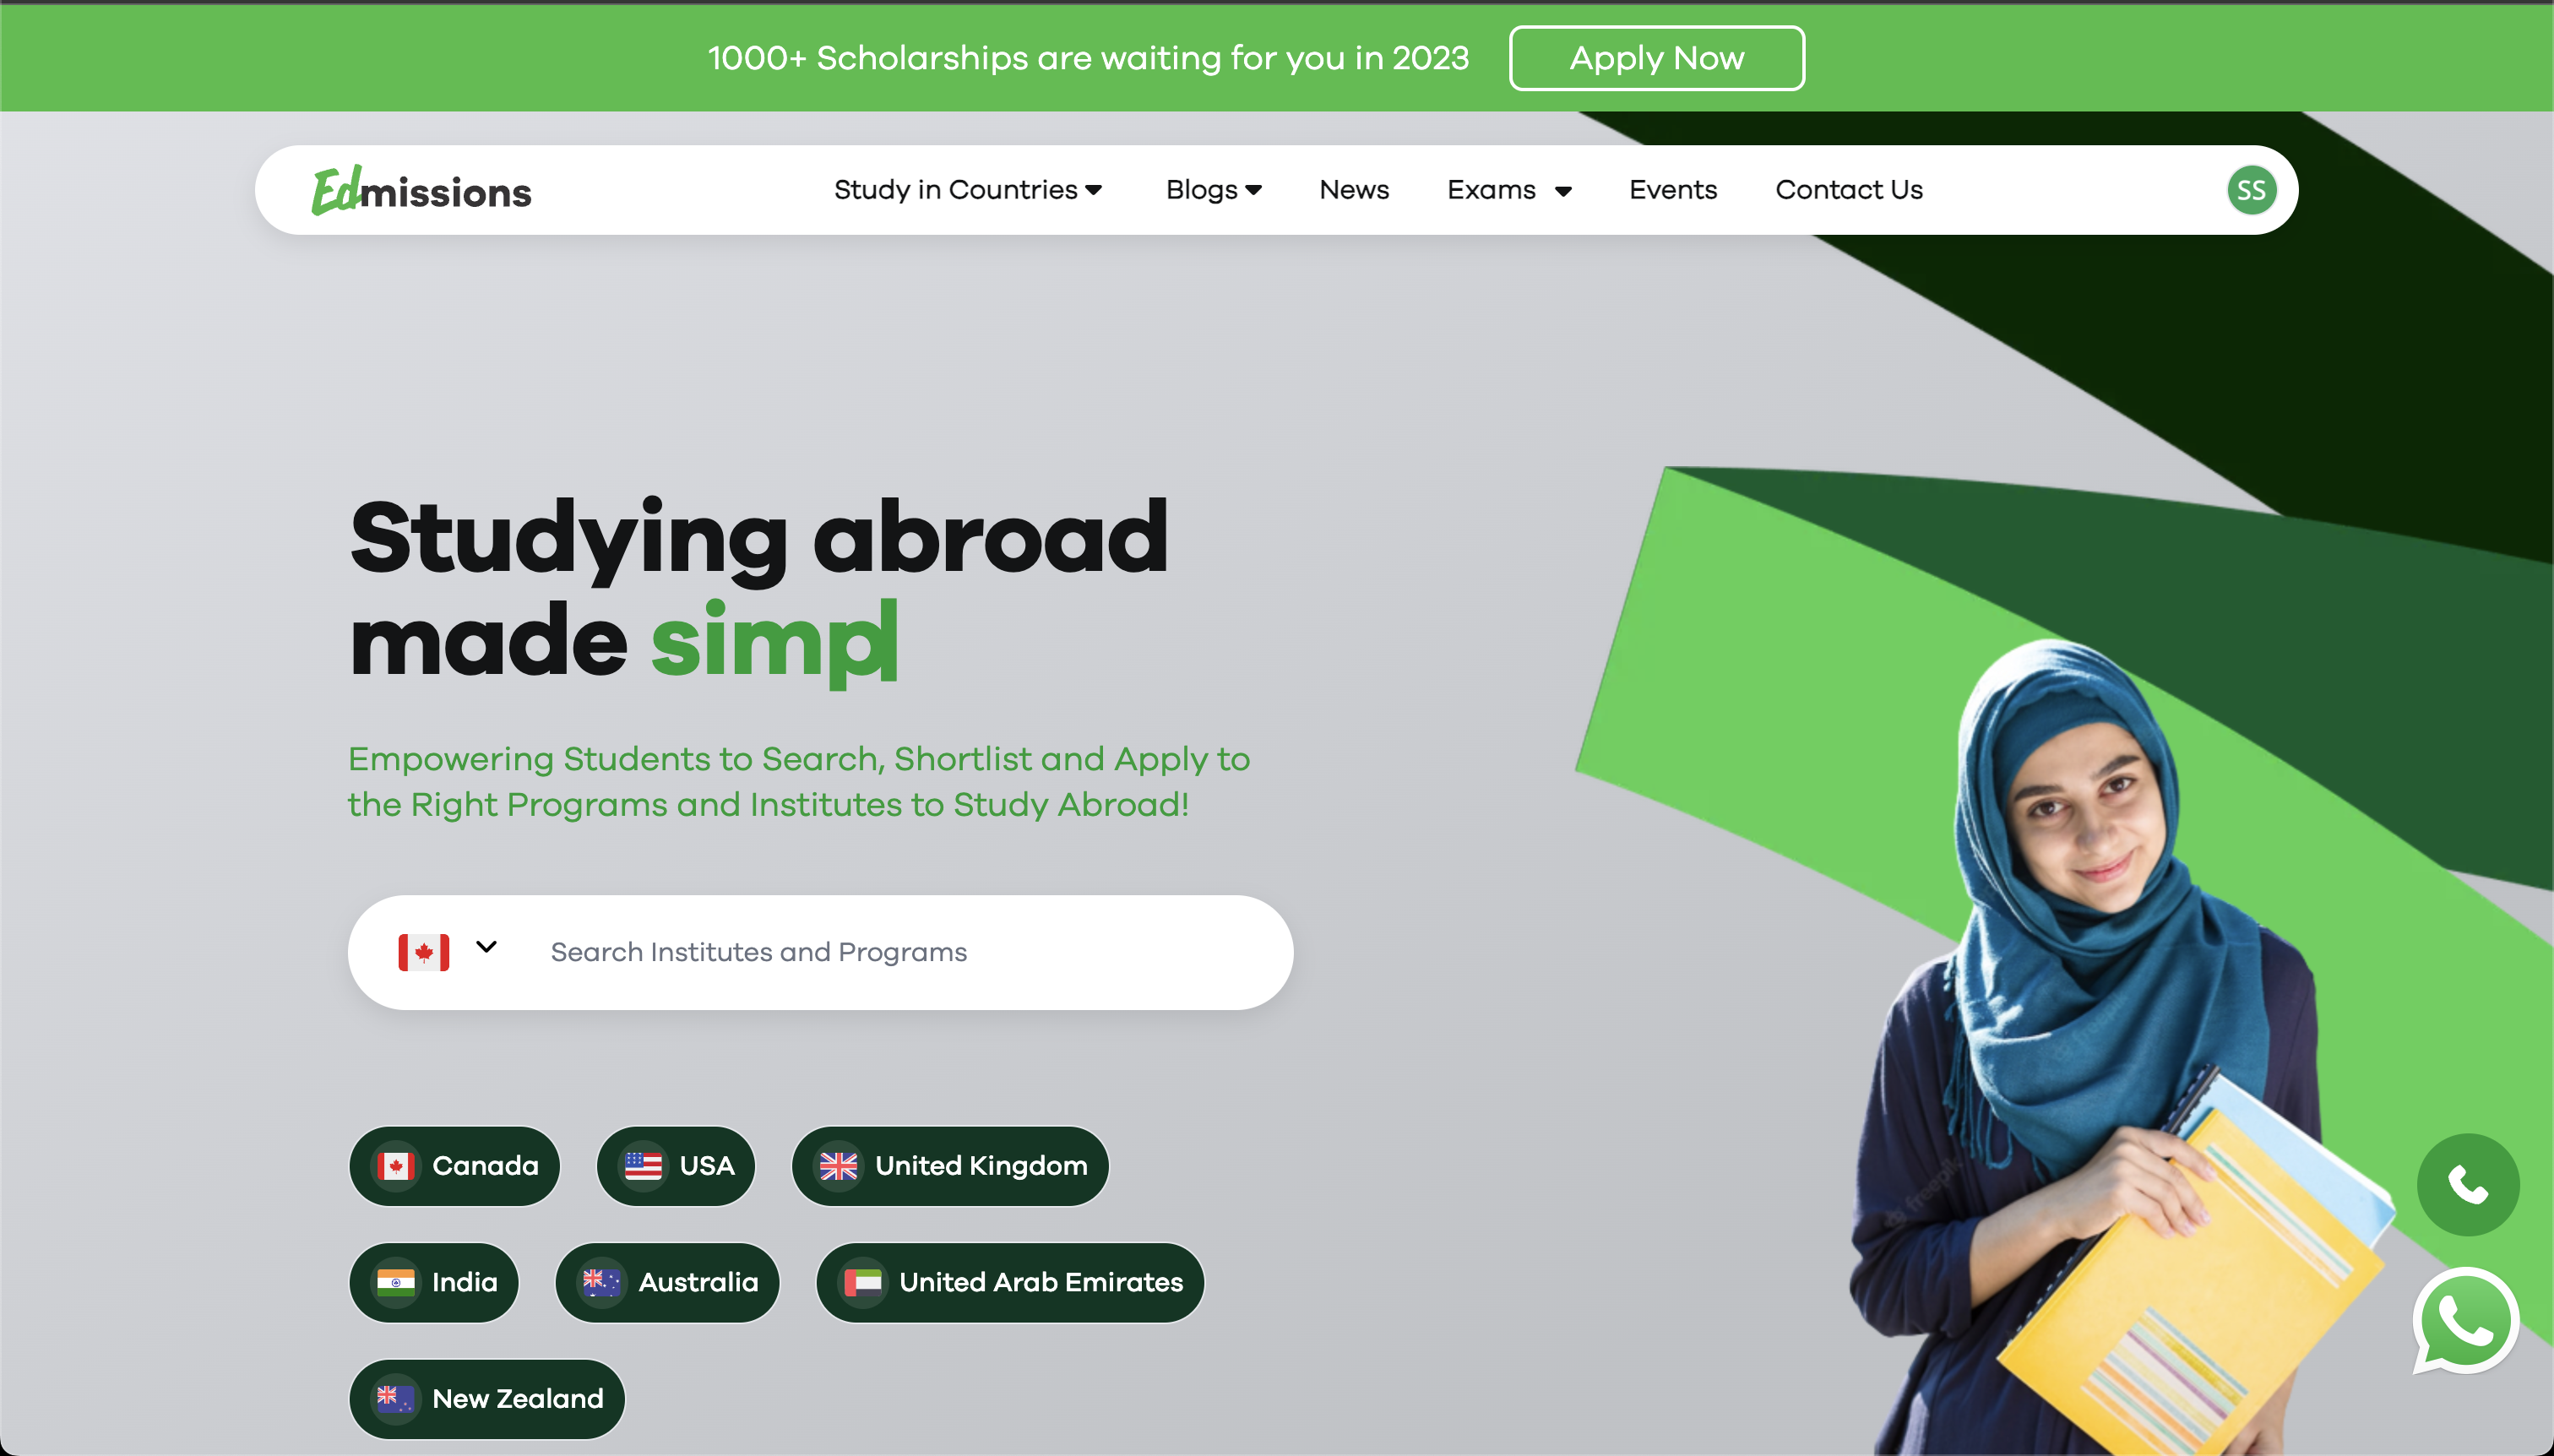 1000+ Scholarships are waiting for you in 2023 Apply Now
Edmissions Study in Countries Blogs News Exams Events Contact Us SS
Studying abroad
made simpl
Empowering Students to Search, Shortlist and Apply to
the Right Programs and Institutes to Study Abroad!
Search Institutes and Programs
Canada USA United Kingdom
India Australia United Arab Emirates
New Zealand
freepik